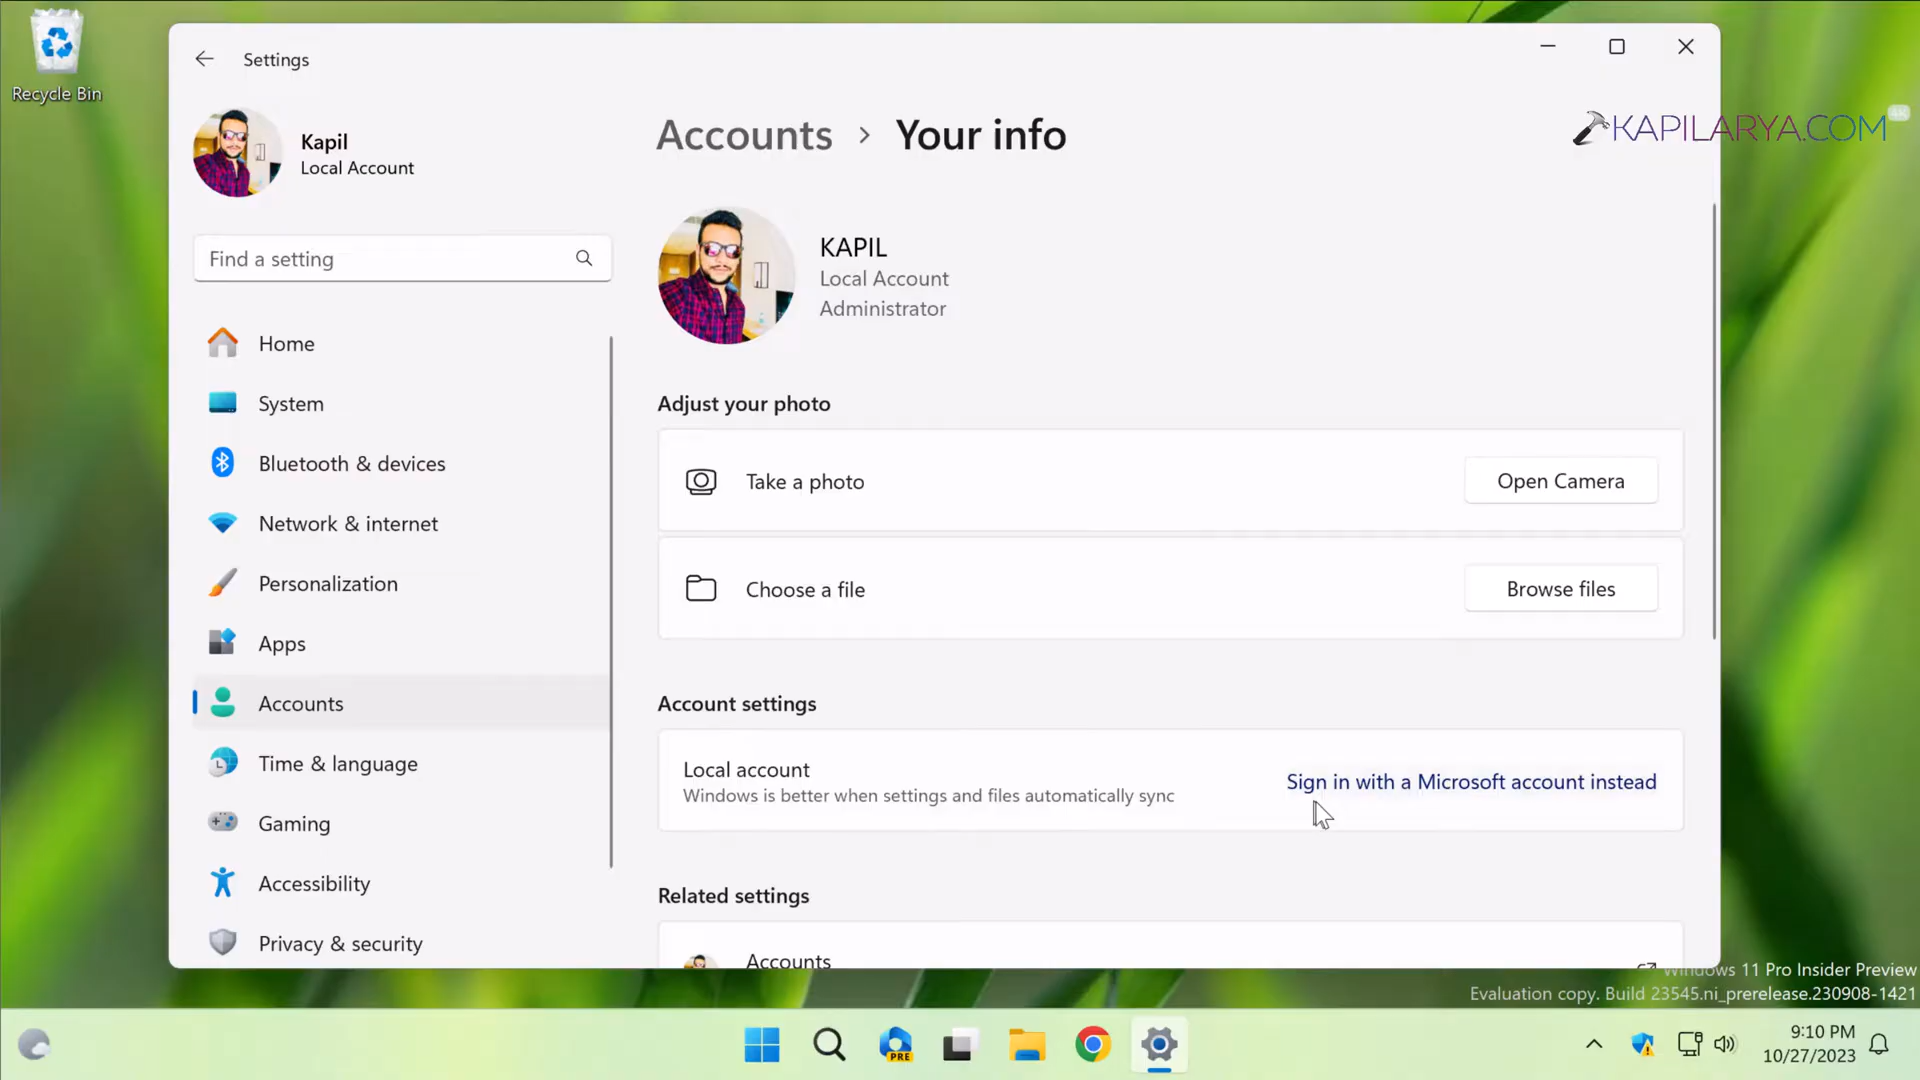 Recycle Bin
Settings
Kapil
Local Account
Find a setting
Home
System
Bluetooth & devices
Network & internet
Personalization
Apps
Accounts
Time & language
Gaming
Accessibility
Privacy & security
Accounts > Your info
KAPILARYA.COM
4K
KAPIL
Local Account
Administrator
Adjust your photo
Take a photo
Open Camera
Choose a file
Browse files
Account settings
Local account
Windows is better when settings and files automatically sync
Sign in with a Microsoft account instead
Related settings
Accounts
Windows 11 Pro Insider Preview
Evaluation copy. Build 23545.ni_prerelease.230908-1421
PRE
9:10 PM
10/27/2023